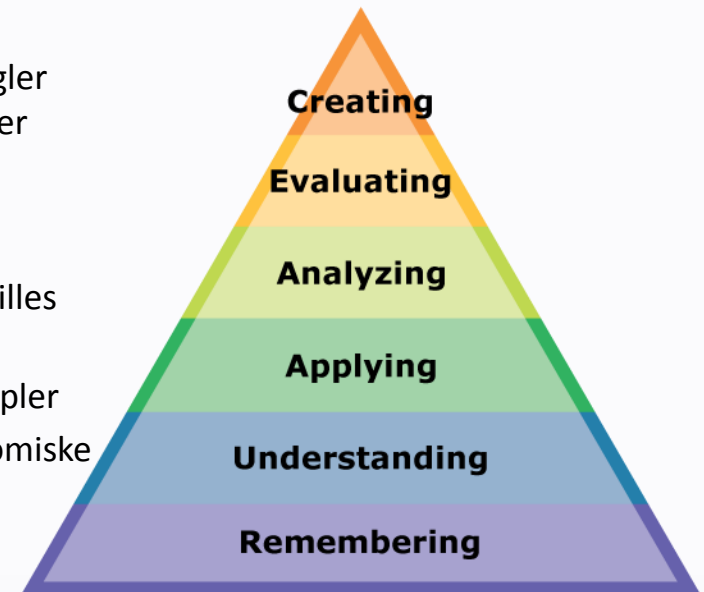 gler
er
illes
pler
omiske
Creating
Evaluating
Analyzing
Applying
Understanding
Remembering